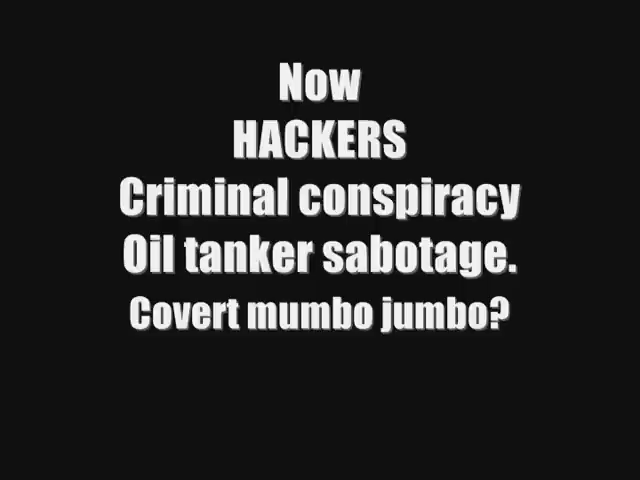 Now
HACKERS
Criminal conspiracy
Oil tanker sabotage.
Covert mumbo jumbo?